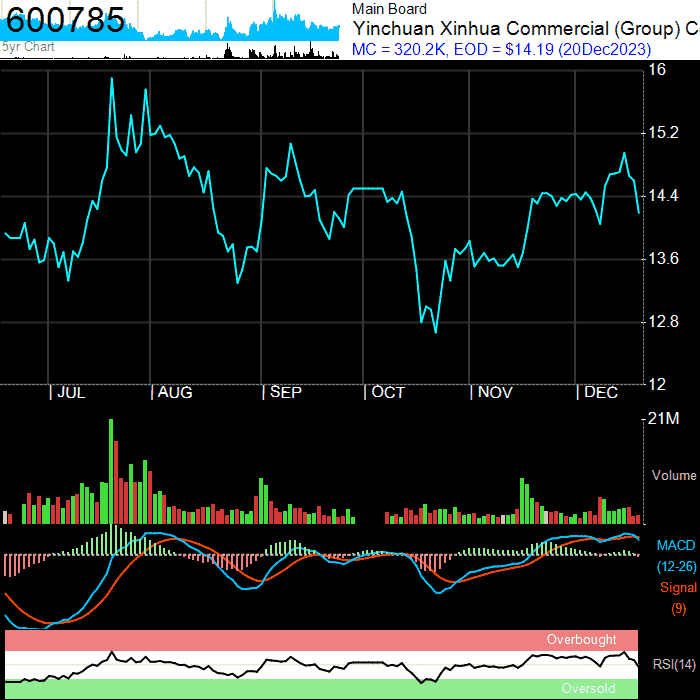 600785
5yr Chart
Main Board
Yinchuan Xinhua Commercial (Group) C
MC = 320.2K, EOD = $14.19 (20Dec2023)
16
15.2
14.4
13.6
12.8
12
| JUL | AUG | SEP | OCT | NOV | DEC
21M
Volume
MACD
(12-26)
Signal
(9)
Overbought
RSI(14)
Oversold